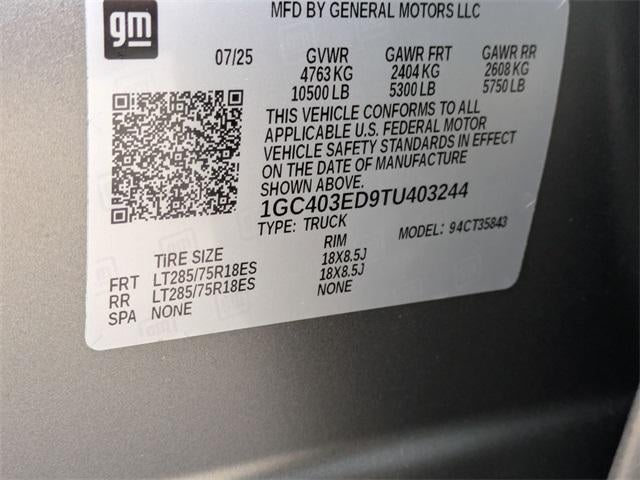 gm
MFD BY GENERAL MOTORS LLC
07/25 GVWR GAWR FRT GAWR RR
4763 KG 2404 KG 2608 KG
10500 LB 5300 LB 5750 LB
THIS VEHICLE CONFORMS TO ALL
APPLICABLE U.S. FEDERAL MOTOR
VEHICLE SAFETY STANDARDS IN EFFECT
ON THE DATE OF MANUFACTURE
SHOWN ABOVE.
1GC403ED9TU403244
TYPE: TRUCK MODEL: 94CT35843
TIRE SIZE RIM
FRT LT285/75R18ES 18X8.5J
RR LT285/75R18ES 18X8.5J
SPA NONE NONE